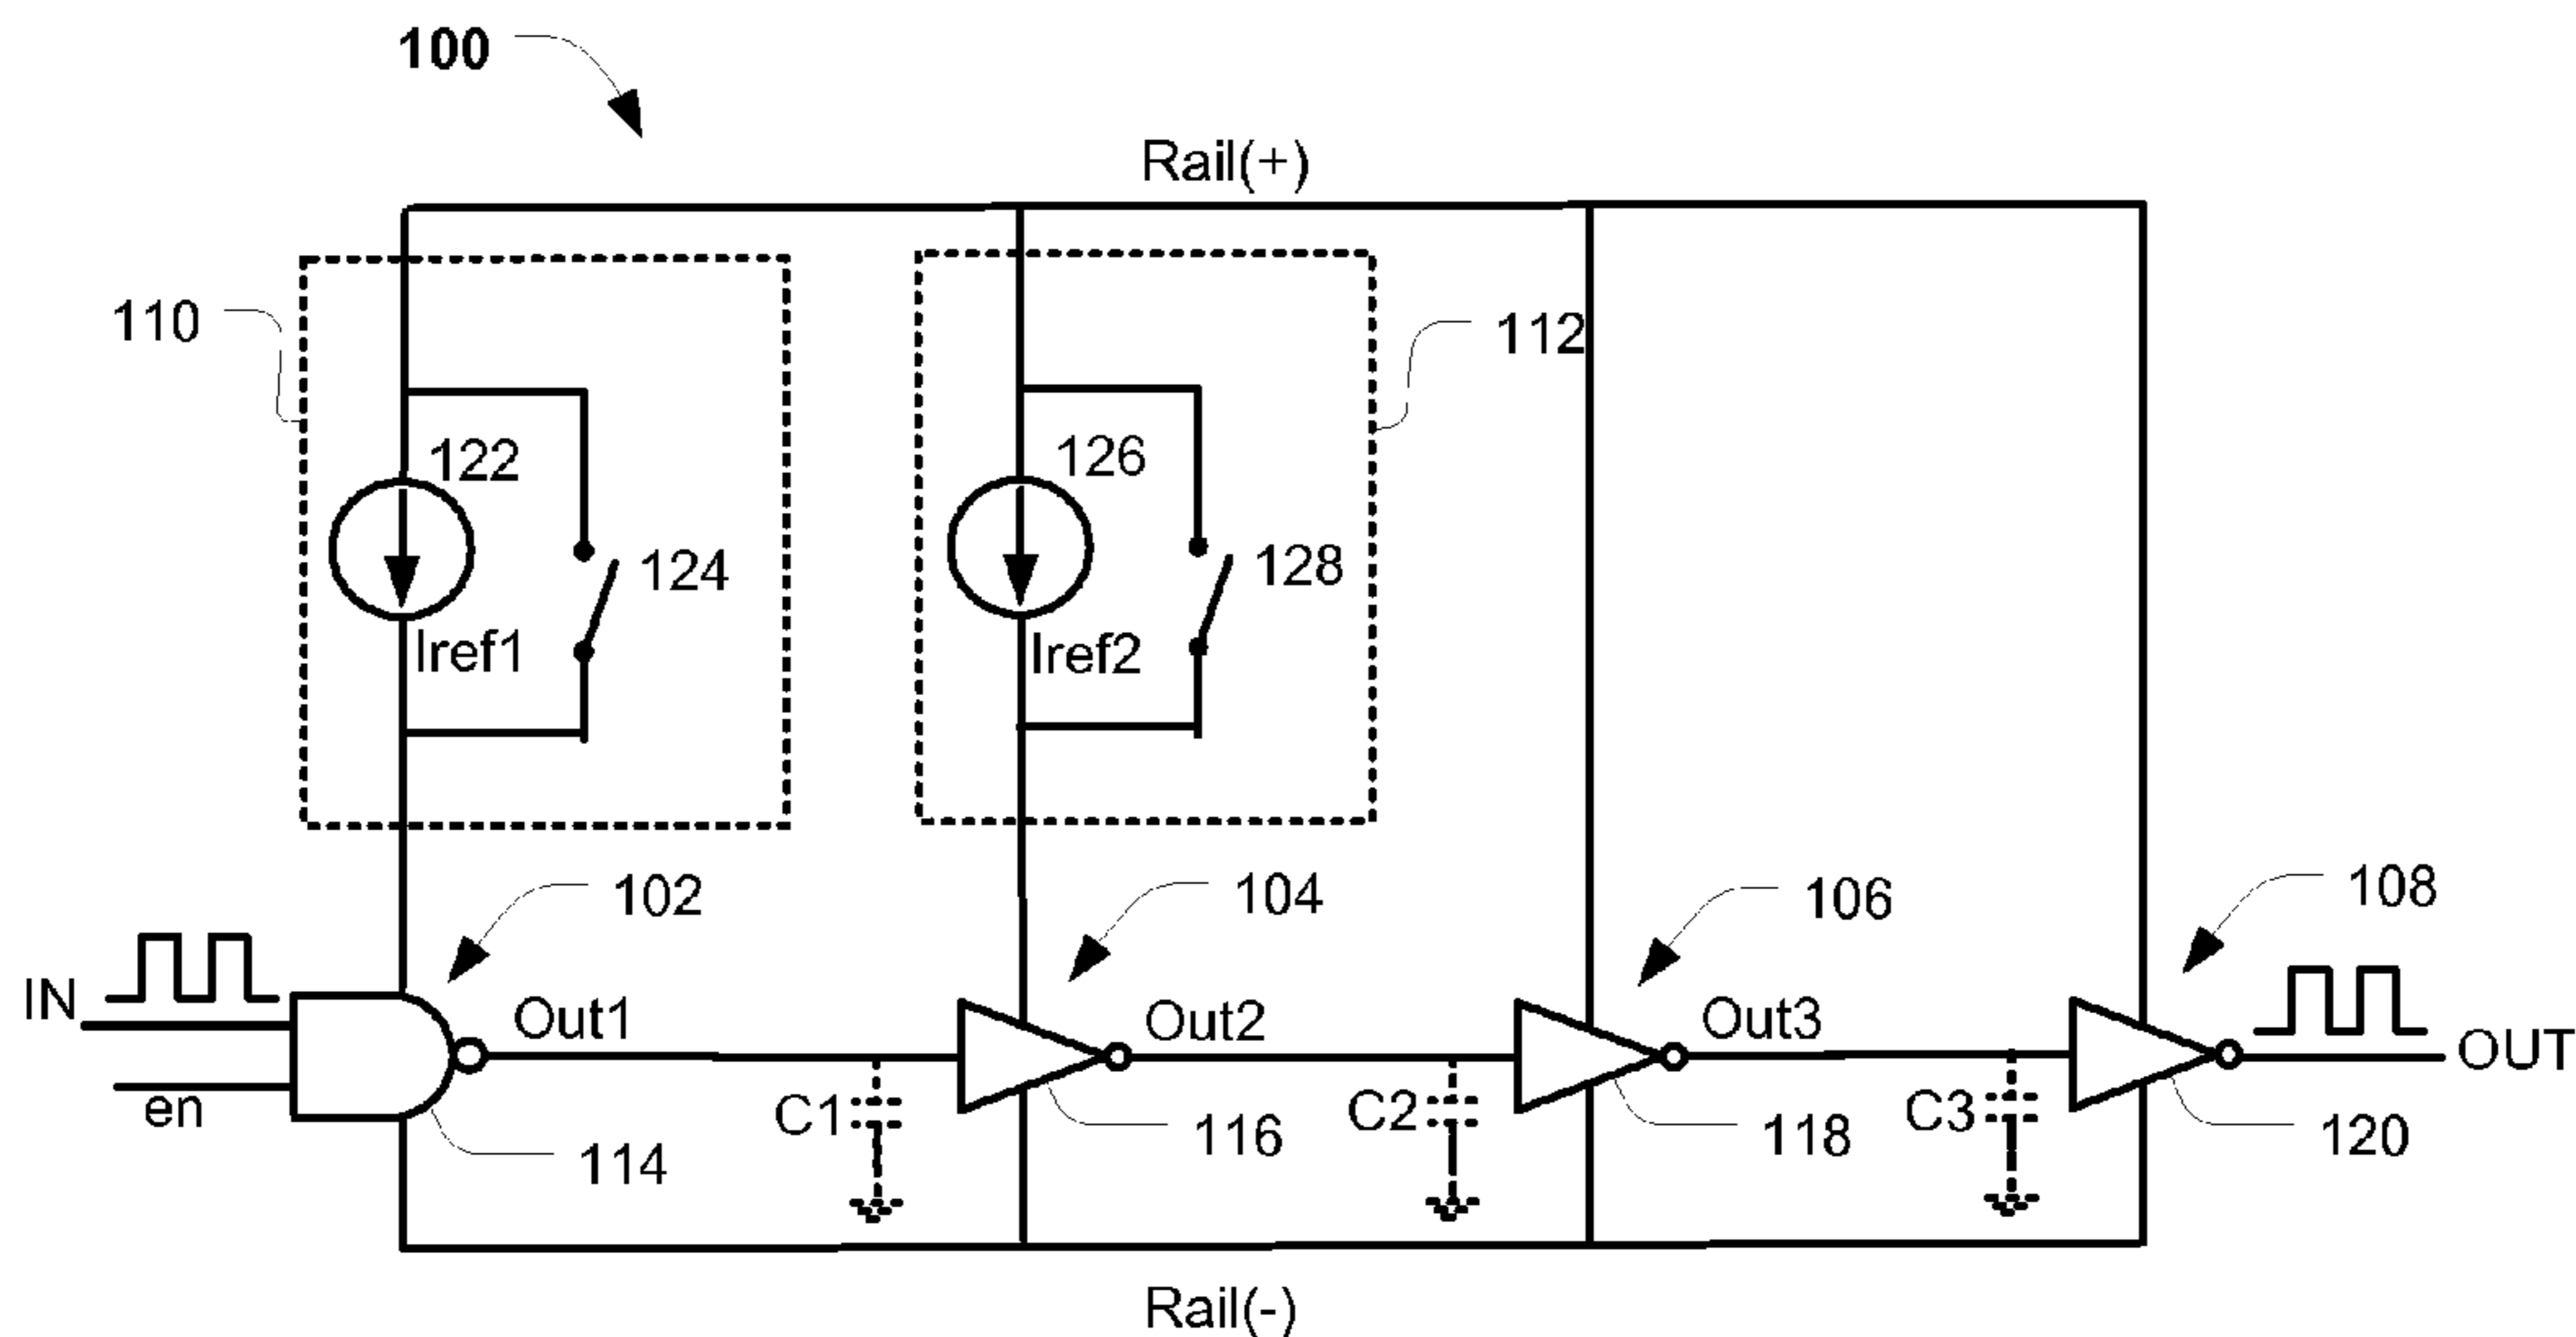 100
Rail(+)
110
112
122
126
124
128
Iref1
Iref2
102
104
106
108
IN
Out1
Out2
Out3
OUT
en
C1
C2
C3
114
116
118
120
Rail(-)